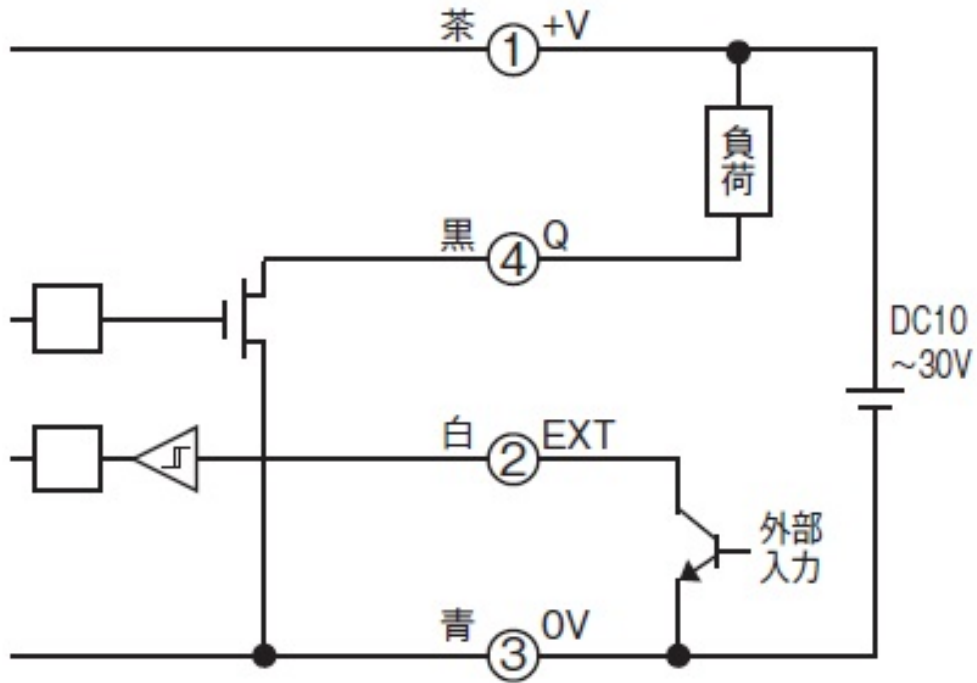 茶 ① +V
負荷
黒 ④ Q
DC10
～30V
白 ② EXT
外部
入力
青 ③ 0V